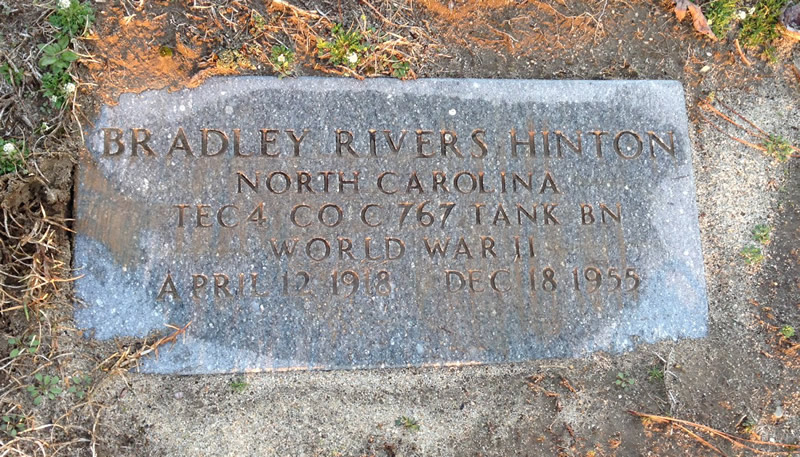 BRADLEY RIVERS HINTON
NORTH CAROLINA
TEC4 CO C 767 TANK BN
WORLD WAR II
APRIL 12 1918 DEC 18 1955